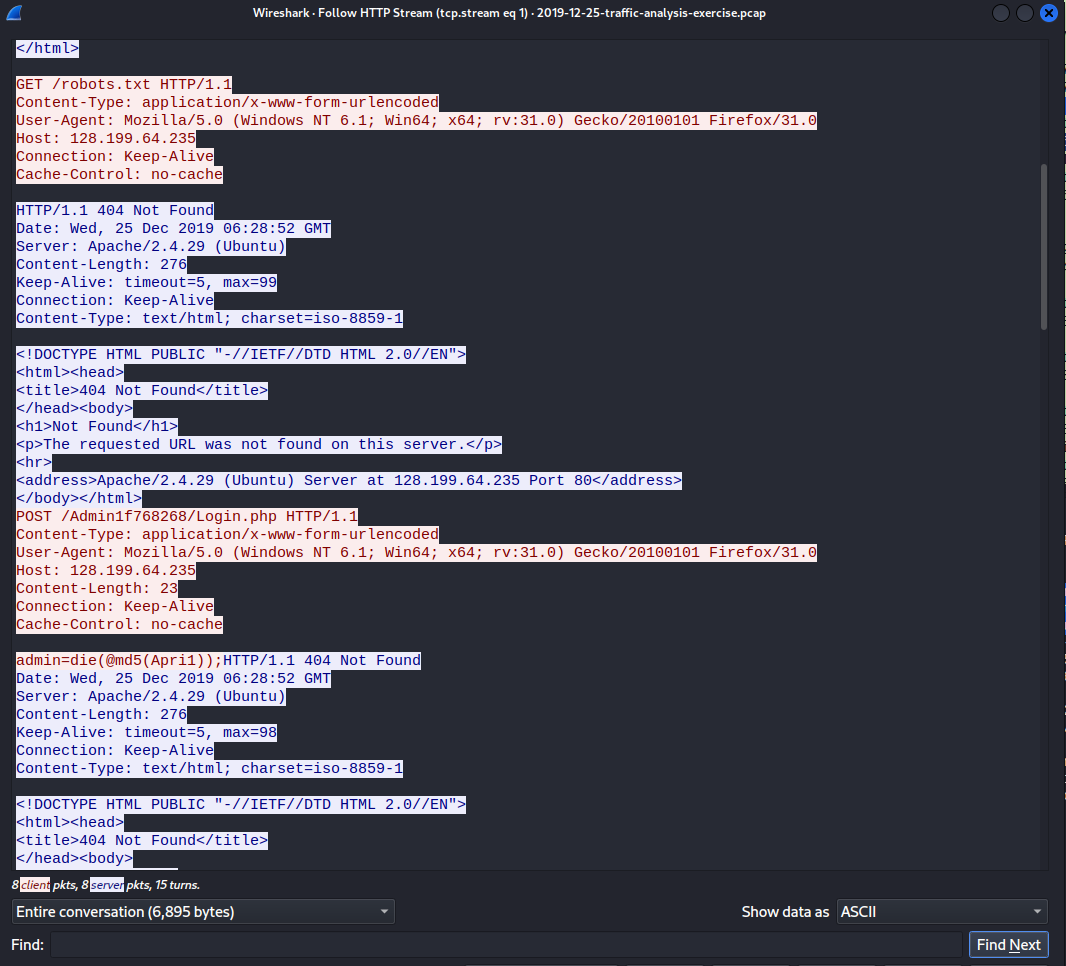 Wireshark · Follow HTTP Stream (tcp.stream eq 1) · 2019-12-25-traffic-analysis-exercise.pcap
</html>
GET /robots.txt HTTP/1.1
Content-Type: application/x-www-form-urlencoded
User-Agent: Mozilla/5.0 (Windows NT 6.1; Win64; x64; rv:31.0) Gecko/20100101 Firefox/31.0
Host: 128.199.64.235
Connection: Keep-Alive
Cache-Control: no-cache
HTTP/1.1 404 Not Found
Date: Wed, 25 Dec 2019 06:28:52 GMT
Server: Apache/2.4.29 (Ubuntu)
Content-Length: 276
Keep-Alive: timeout=5, max=99
Connection: Keep-Alive
Content-Type: text/html; charset=iso-8859-1
<!DOCTYPE HTML PUBLIC "-//IETF//DTD HTML 2.0//EN">
<html><head>
<title>404 Not Found</title>
</head><body>
<h1>Not Found</h1>
<p>The requested URL was not found on this server.</p>
<hr>
<address>Apache/2.4.29 (Ubuntu) Server at 128.199.64.235 Port 80</address>
</body></html>
POST /Admin1f768268/Login.php HTTP/1.1
Content-Type: application/x-www-form-urlencoded
User-Agent: Mozilla/5.0 (Windows NT 6.1; Win64; x64; rv:31.0) Gecko/20100101 Firefox/31.0
Host: 128.199.64.235
Content-Length: 23
Connection: Keep-Alive
Cache-Control: no-cache
admin=die(@md5(Apri1));HTTP/1.1 404 Not Found
Date: Wed, 25 Dec 2019 06:28:52 GMT
Server: Apache/2.4.29 (Ubuntu)
Content-Length: 276
Keep-Alive: timeout=5, max=98
Connection: Keep-Alive
Content-Type: text/html; charset=iso-8859-1
<!DOCTYPE HTML PUBLIC "-//IETF//DTD HTML 2.0//EN">
<html><head>
<title>404 Not Found</title>
</head><body>
8 client pkts, 8 server pkts, 15 turns.
Entire conversation (6,895 bytes)
Show data as ASCII
Find:
Find Next